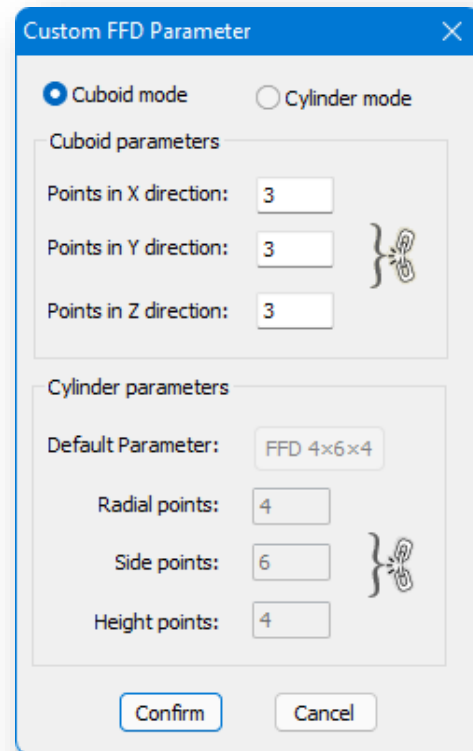 Custom FFD Parameter
Cuboid mode Cylinder mode
Cuboid parameters
Points in X direction: 3
Points in Y direction: 3
Points in Z direction: 3
Cylinder parameters
Default Parameter: FFD 4×6×4
Radial points: 4
Side points: 6
Height points: 4
Confirm Cancel